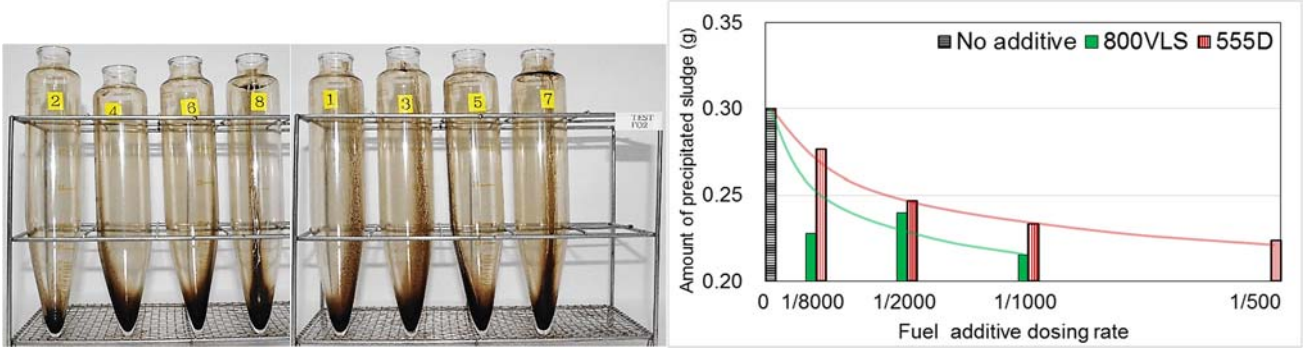 2
4
6
8
1
3
5
7
TEST
FO2
Amount of precipitated sludge (g)
0.35
0.30
0.25
0.20
No additive 800VLS 555D
0 1/8000 1/2000 1/1000 1/500
Fuel additive dosing rate